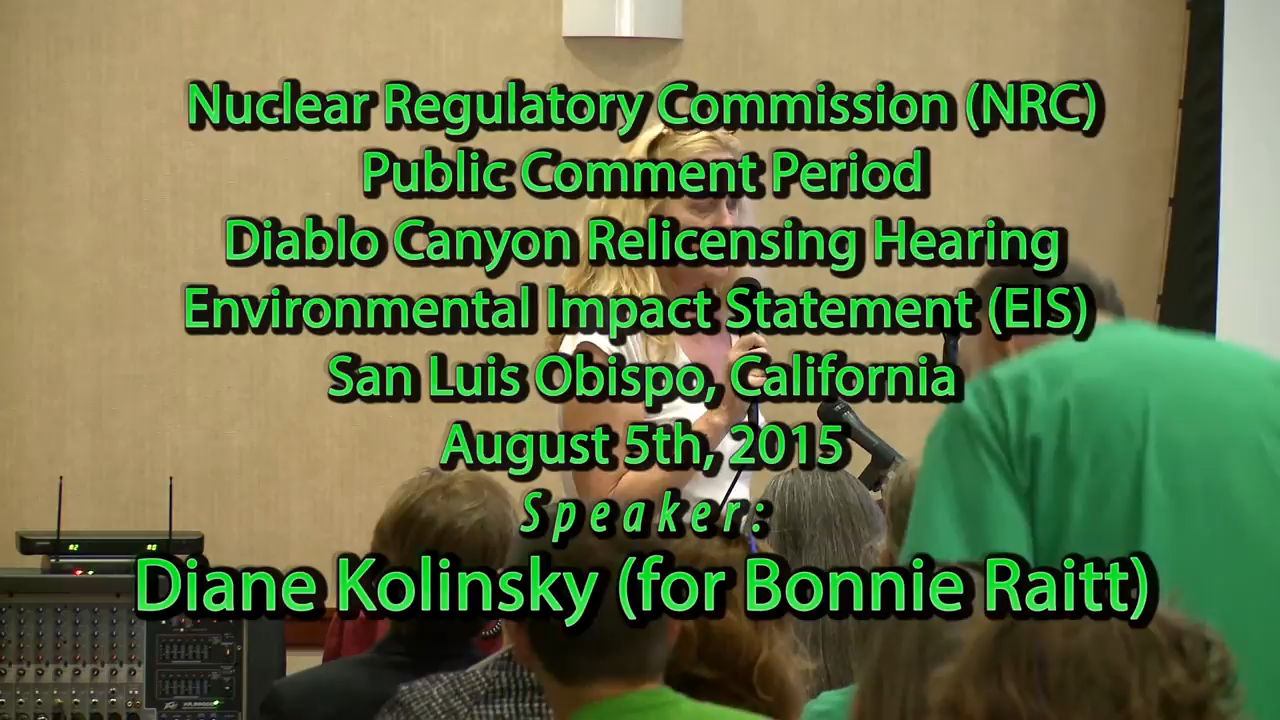 Nuclear Regulatory Commission (NRC)
Public Comment Period
Diablo Canyon Relicensing Hearing
Environmental Impact Statement (EIS)
San Luis Obispo, California
August 5th, 2015
Speaker:
Diane Kolinsky (for Bonnie Raitt)